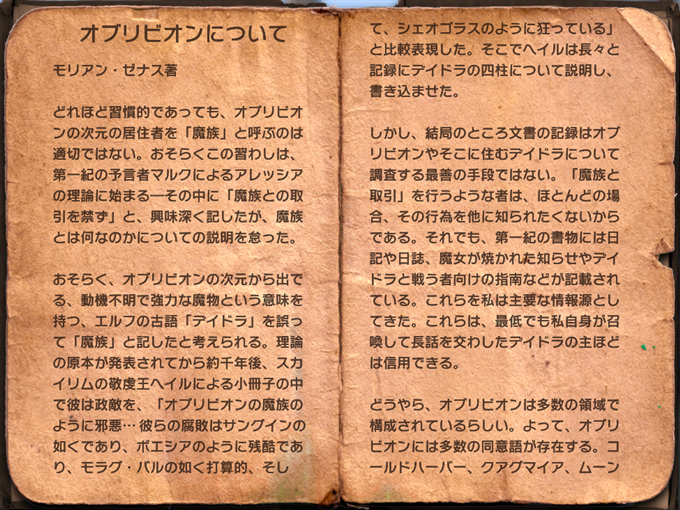 オブリビオンについて
モリアン・ゼナス著
どれほど習慣的であっても、オブリビオ
ンの次元の居住者を「魔族」と呼ぶのは
適切ではない。おそらくこの習わしは、
第一紀の予言者マルクによるアレッシア
の理論に始まる―その中に「魔族との取
引を禁ず」と、興味深く記したが、魔族
とは何なのかについての説明を怠った。
おそらく、オブリビオンの次元から出で
る、動機不明で強力な魔物という意味を
持つ、エルフの古語「デイドラ」を誤っ
て「魔族」と記したと考えられる。理論
の原本が発表されてから約千年後、スカ
イリムの敬虔王ヘイルによる小冊子の中
で彼は政敵を、「オブリビオンの魔族の
ように邪悪… 彼らの腐敗はサングインの
如くであり、ボエシアのように残酷であ
り、モラグ・バルの如く打算的、そし
て、シェオゴラスのように狂っている」
と比較表現した。そこでヘイルは長々と
記録にデイドラの四柱について説明し、
書き込ませた。
しかし、結局のところ文書の記録はオブ
リビオンやそこに住むデイドラについて
調査する最善の手段ではない。「魔族と
取引」を行うような者は、ほとんどの場
合、その行為を他に知られたくないから
である。それでも、第一紀の書物には日
記や日誌、魔女が焼かれた知らせやデイ
ドラと戦う者向けの指南などが記載され
ている。これらを私は主要な情報源とし
てきた。これらは、最低でも私自身が召
喚して長話を交わしたデイドラの主ほど
は信用できる。
どうやら、オブリビオンは多数の領域で
構成されているらしい。よって、オブリ
ビオンには多数の同意語が存在する。コ
ールドハーバー、クアグマイア、ムーン